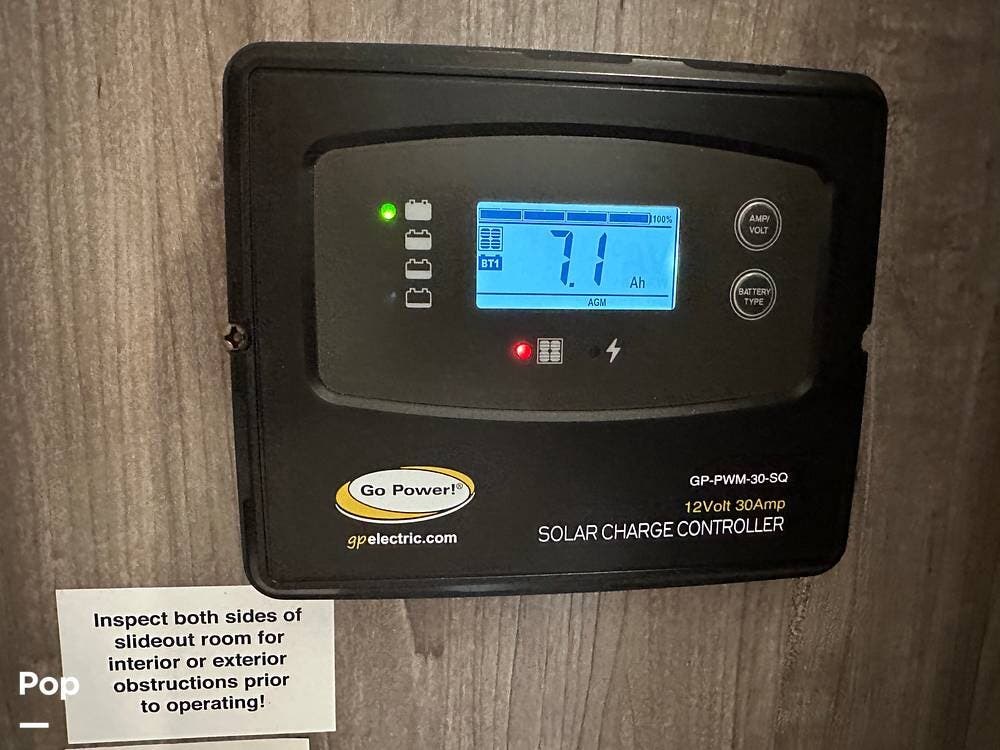 100%
BT1
7.1
Ah
AGM
AMP/
VOLT
BATTERY
TYPE
Go Power!®
gpelectric.com
GP-PWM-30-SQ
12Volt 30Amp
SOLAR CHARGE CONTROLLER
Inspect both sides of
slideout room for
interior or exterior
obstructions prior
to operating!
Pop